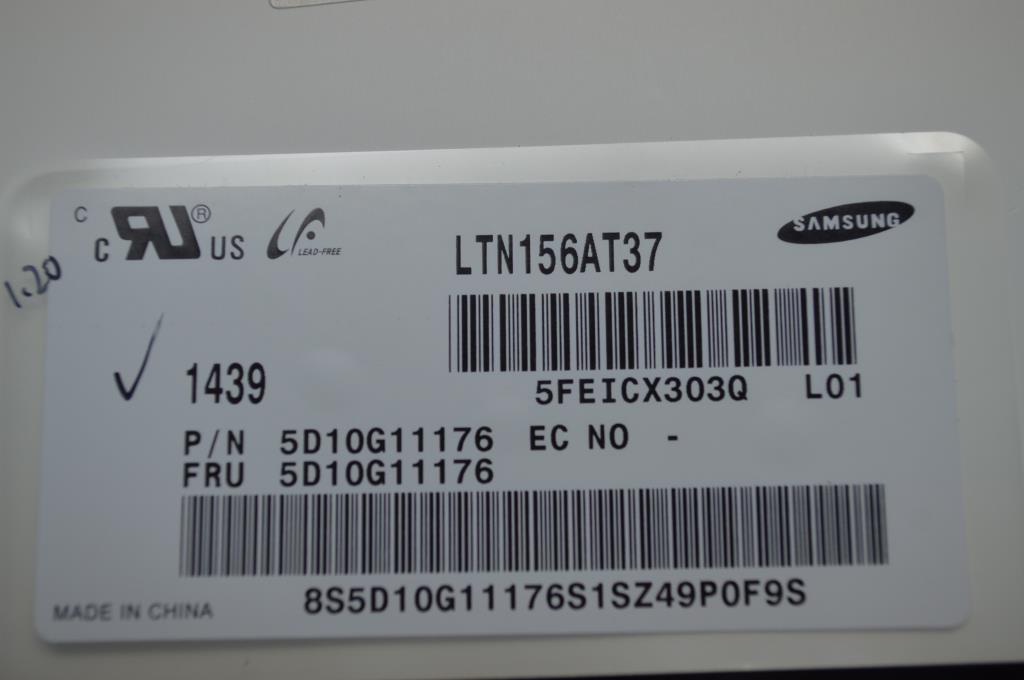 C
c RU ® US
LEAD-FREE
LTN156AT37
SAMSUNG
1.20
1439
5FEICX303Q L01
P/N 5D10G11176 EC NO -
FRU 5D10G11176
8S5D10G11176S1SZ49P0F9S
MADE IN CHINA